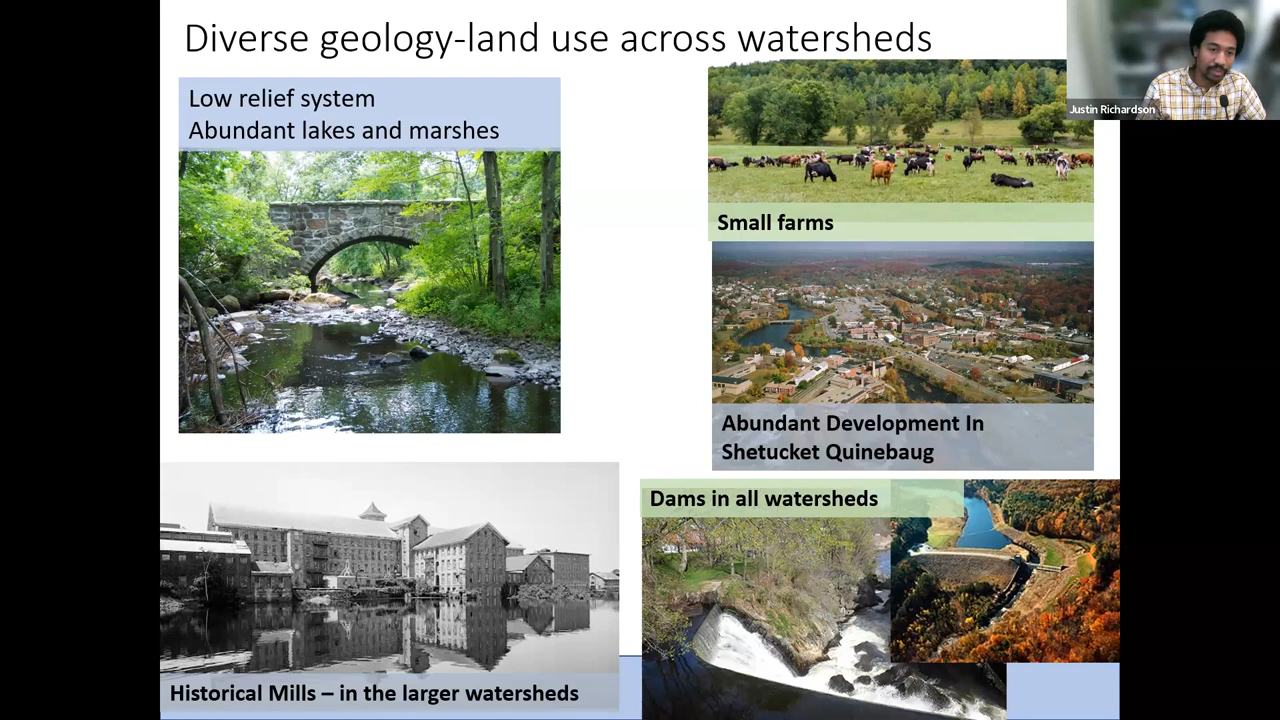 Diverse geology-land use across watersheds
Low relief system
Abundant lakes and marshes
Justin Richardson
Small farms
Abundant Development In
Shetucket Quinebaug
Dams in all watersheds
Historical Mills – in the larger watersheds